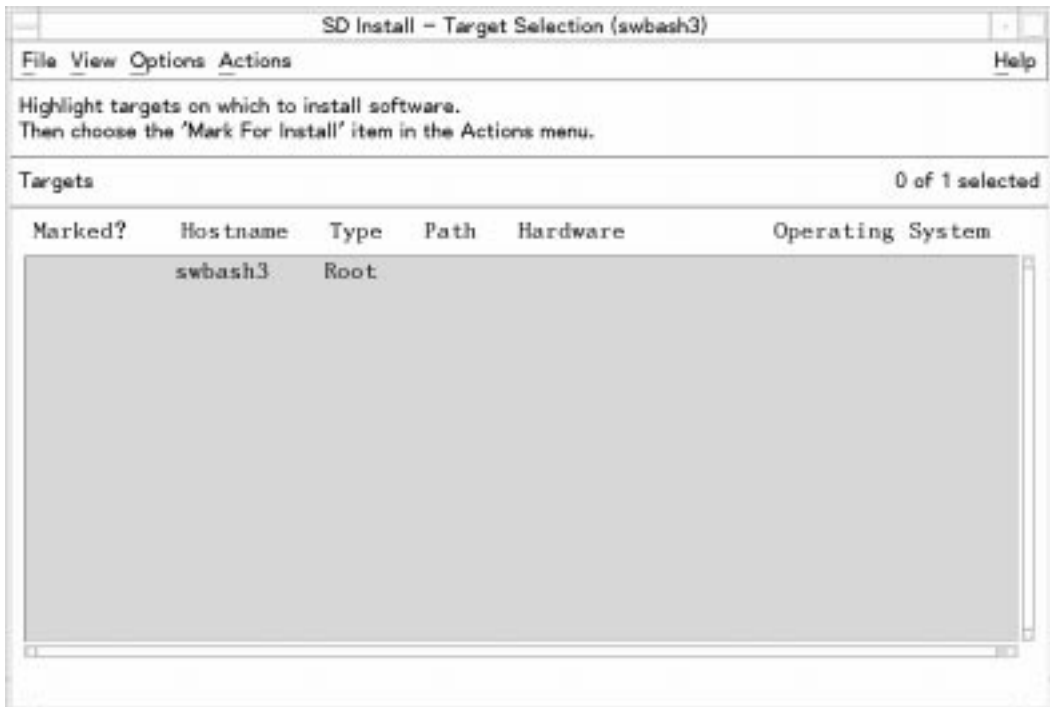 SD Install - Target Selection (swbash3)
File View Options Actions Help
Highlight targets on which to install software.
Then choose the 'Mark For Install' item in the Actions menu.
Targets 0 of 1 selected
Marked? Hostname Type Path Hardware Operating System
swbash3 Root